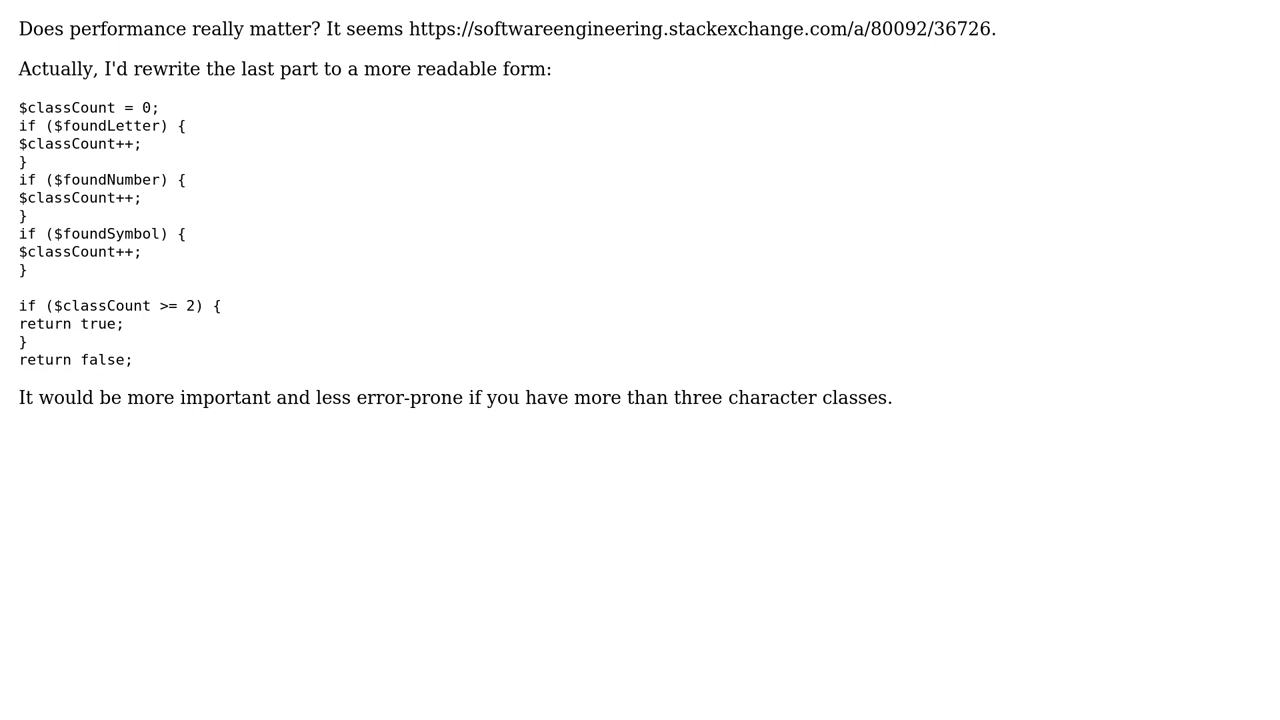 Does performance really matter? It seems https://softwareengineering.stackexchange.com/a/80092/36726.
Actually, I'd rewrite the last part to a more readable form:
$classCount = 0;
if ($foundLetter) {
$classCount++;
}
if ($foundNumber) {
$classCount++;
}
if ($foundSymbol) {
$classCount++;
}
if ($classCount >= 2) {
return true;
}
return false;
It would be more important and less error-prone if you have more than three character classes.